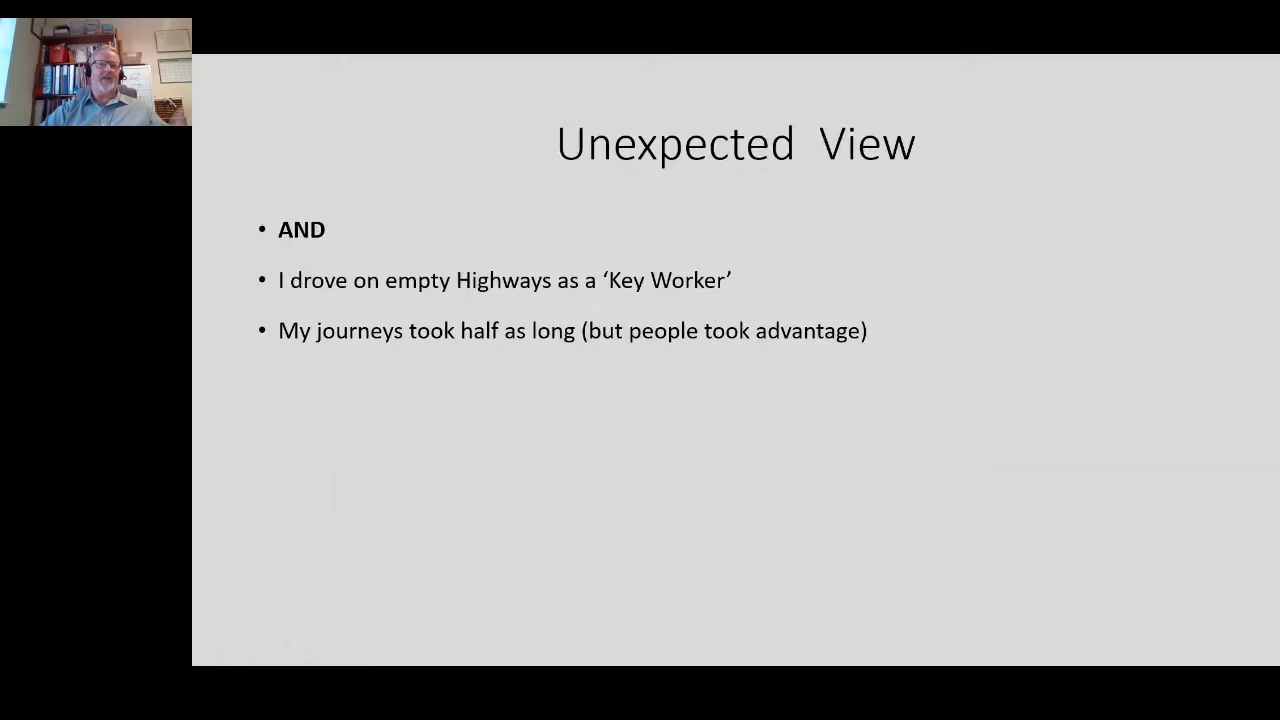 Unexpected View
• AND
• I drove on empty Highways as a ‘Key Worker’
• My journeys took half as long (but people took advantage)